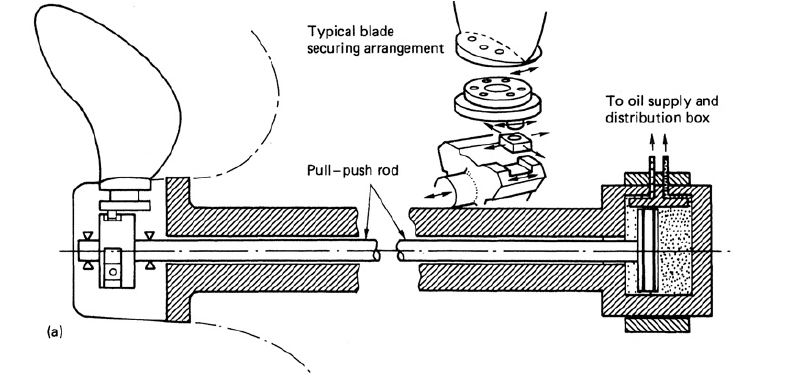 Typical blade
securing arrangement
To oil supply and
distribution box
Pull–push rod
(a)